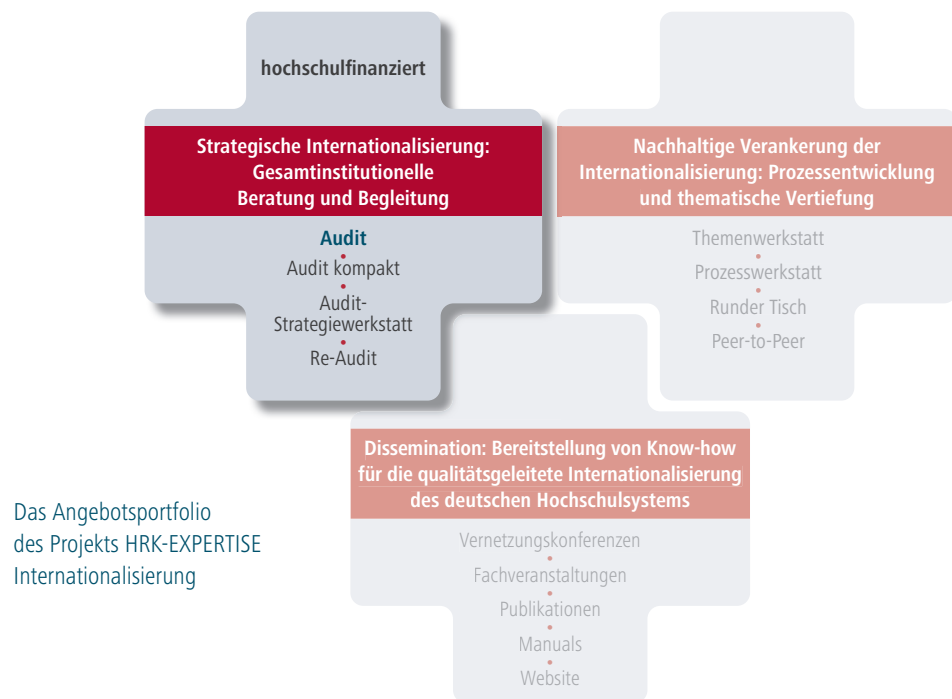 hochschulfinanziert
Strategische Internationalisierung:
Gesamtinstitutionelle
Beratung und Begleitung
Audit
Audit kompakt
Audit-
Strategiewerkstatt
Re-Audit
Nachhaltige Verankerung der
Internationalisierung: Prozessentwicklung
und thematische Vertiefung
Themenwerkstatt
Prozesswerkstatt
Runder Tisch
Peer-to-Peer
Dissemination: Bereitstellung von Know-how
für die qualitätsgeleitete Internationalisierung
des deutschen Hochschulsystems
Vernetzungskonferenzen
Fachveranstaltungen
Publikationen
Manuals
Website
Das Angebotsportfolio
des Projekts HRK-EXPERTISE
Internationalisierung